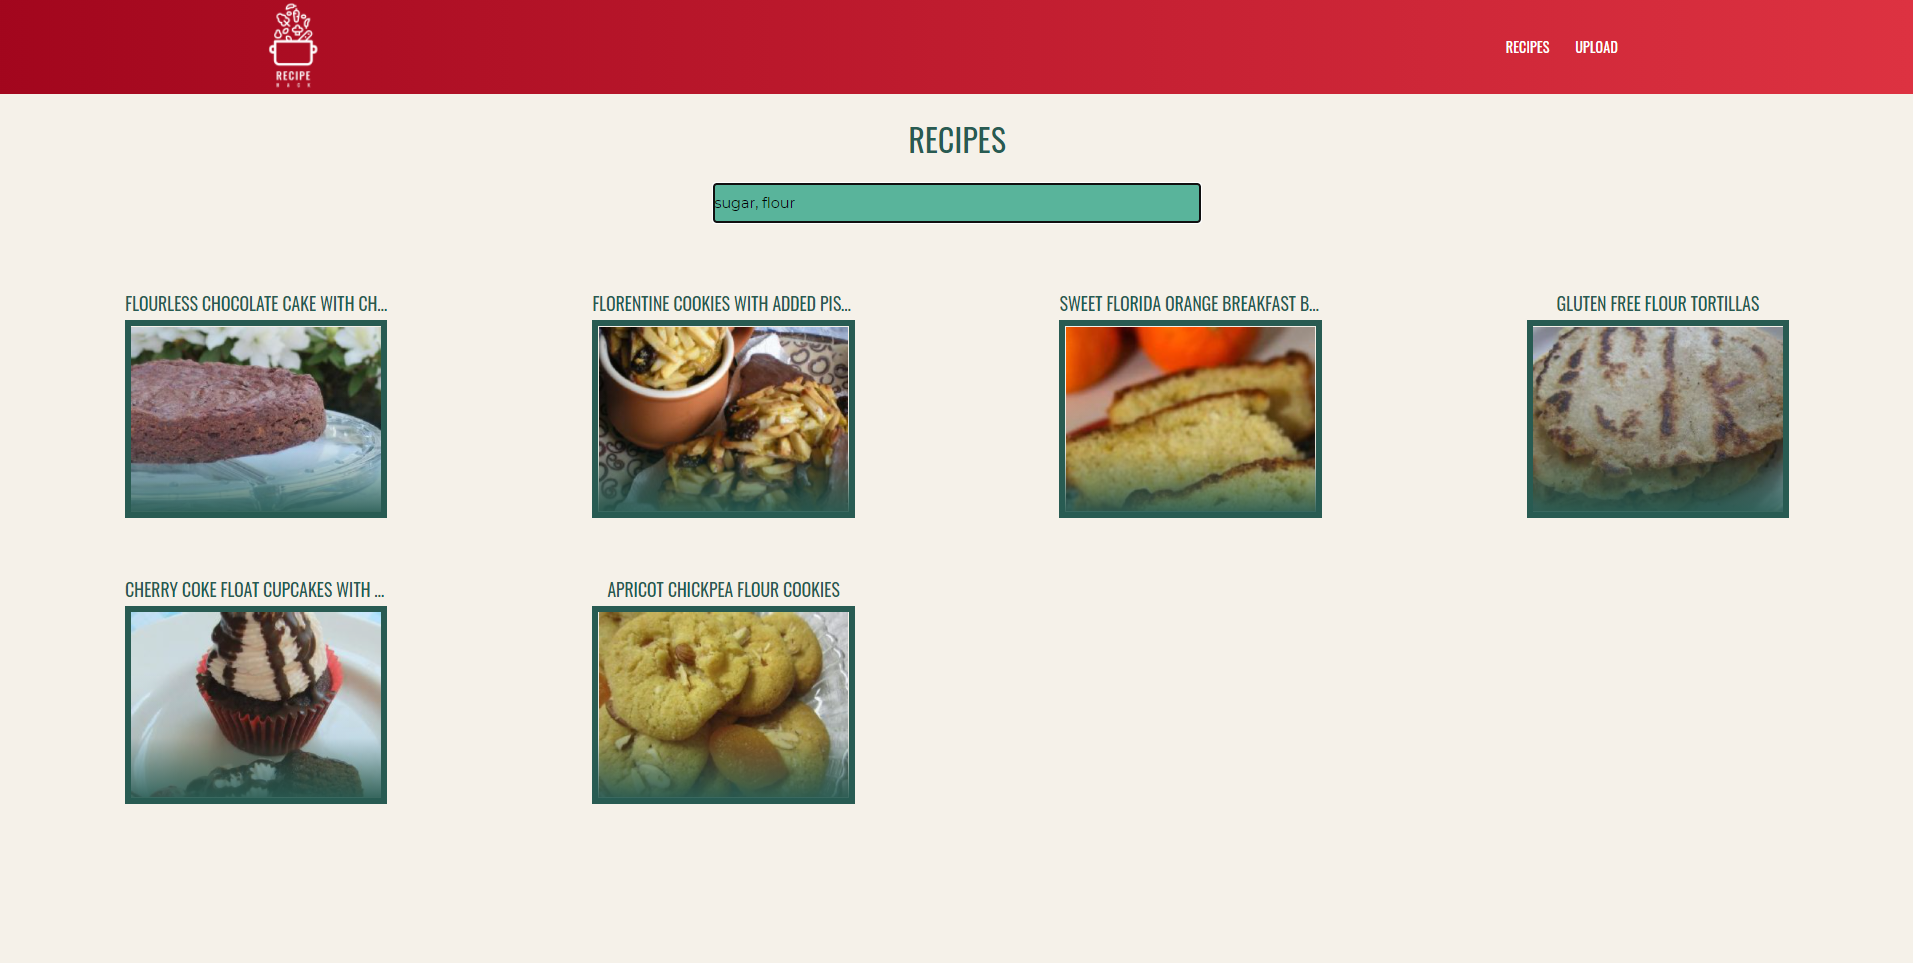 RECIPE
RECIPES UPLOAD
RECIPES
sugar, flour
FLOURLESS CHOCOLATE CAKE WITH CH...
FLORENTINE COOKIES WITH ADDED PIS...
SWEET FLORIDA ORANGE BREAKFAST B...
GLUTEN FREE FLOUR TORTILLAS
CHERRY COKE FLOAT CUPCAKES WITH ...
APRICOT CHICKPEA FLOUR COOKIES